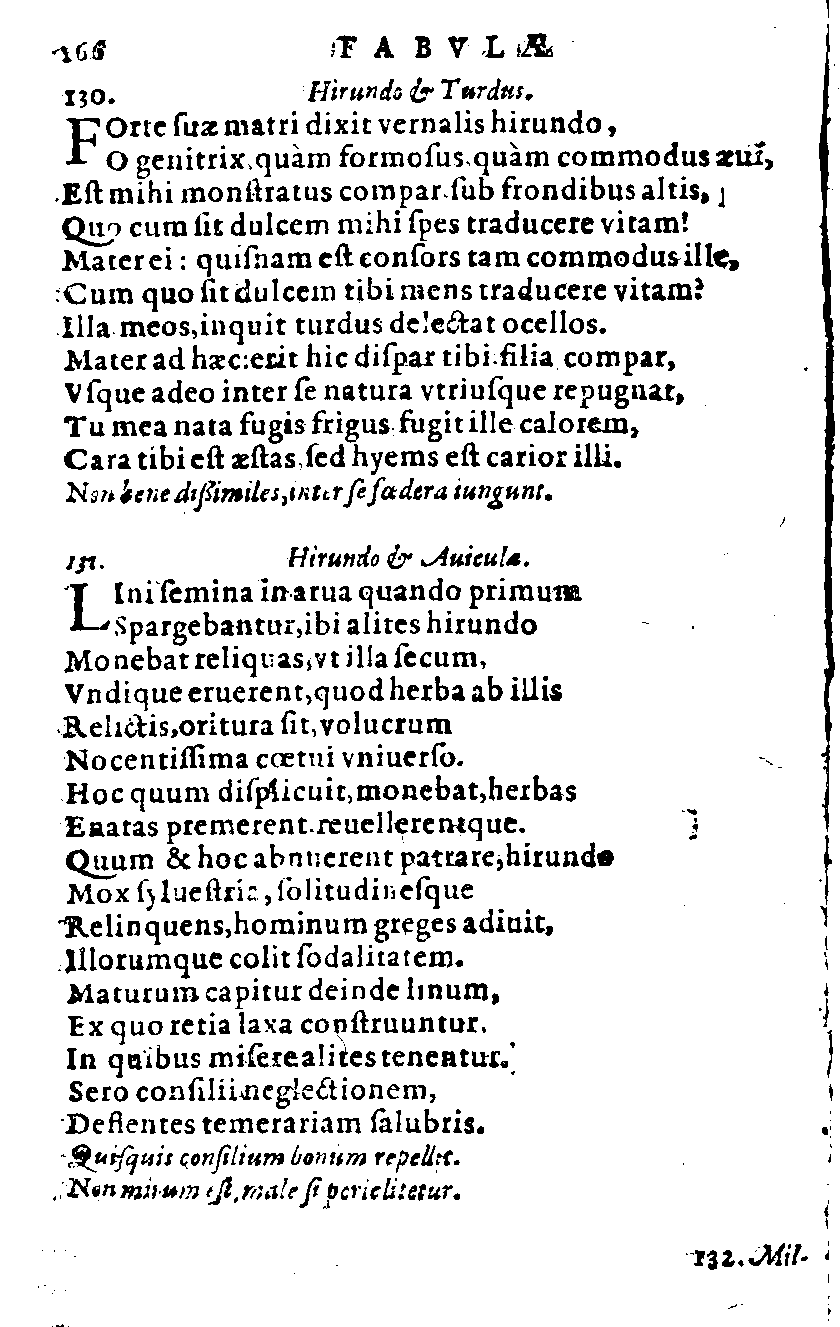 166 FABVLÆ
130. Hirundo & Turdus.
FOrte ſuæ matri dixit vernalis hirundo,
O genitrix, quàm formoſus, quàm commodus æuī,
Eſt mihi monſtratus compar ſub frondibus altis,
Quo cum ſit dulcem mihi ſpes traducere vitam!
Mater ei: quiſnam eſt conſors tam commodus ille,
Cum quo ſit dulcem tibi mens traducere vitam?
Illa meos, inquit turdus delectat ocellos.
Mater ad hæc: erit hic diſpar tibi filia compar,
Vſque adeo inter ſe natura vtriuſque repugnat,
Tu mea nata fugis frigus fugit ille calorem,
Cara tibi eſt æſtas, ſed hyems eſt carior illi.
Non bene dißimiles, inter ſe fœdera iungunt.
131. Hirundo & Auicula.
LIni ſemina in arua quando primum
Spargebantur, ibi alites hirundo
Monebat reliquas, vt illa ſecum,
Vndique eruerent, quod herba ab illis
Relictis, oritura ſit, volucrum
Nocentiſſima cœtui vniuerſo.
Hoc quum diſplicuit, monebat, herbas
Enatas premerent reuellerentque.
Quum & hoc abnuerent patrare, hirundo
Mox ſylueſtria, ſolitudineſque
Relinquens, hominum greges adiuit,
Illorumque colit ſodalitatem.
Maturum capitur deinde linum,
Ex quo retia laxa conſtruuntur.
In quibus miſere alites tenentur.
Sero conſilii neglectionem,
Deflentes temerariam ſalubris.
Quiſquis conſilium bonum repellit.
Non mirum eſt, male ſi periclitetur.
132. Mil-